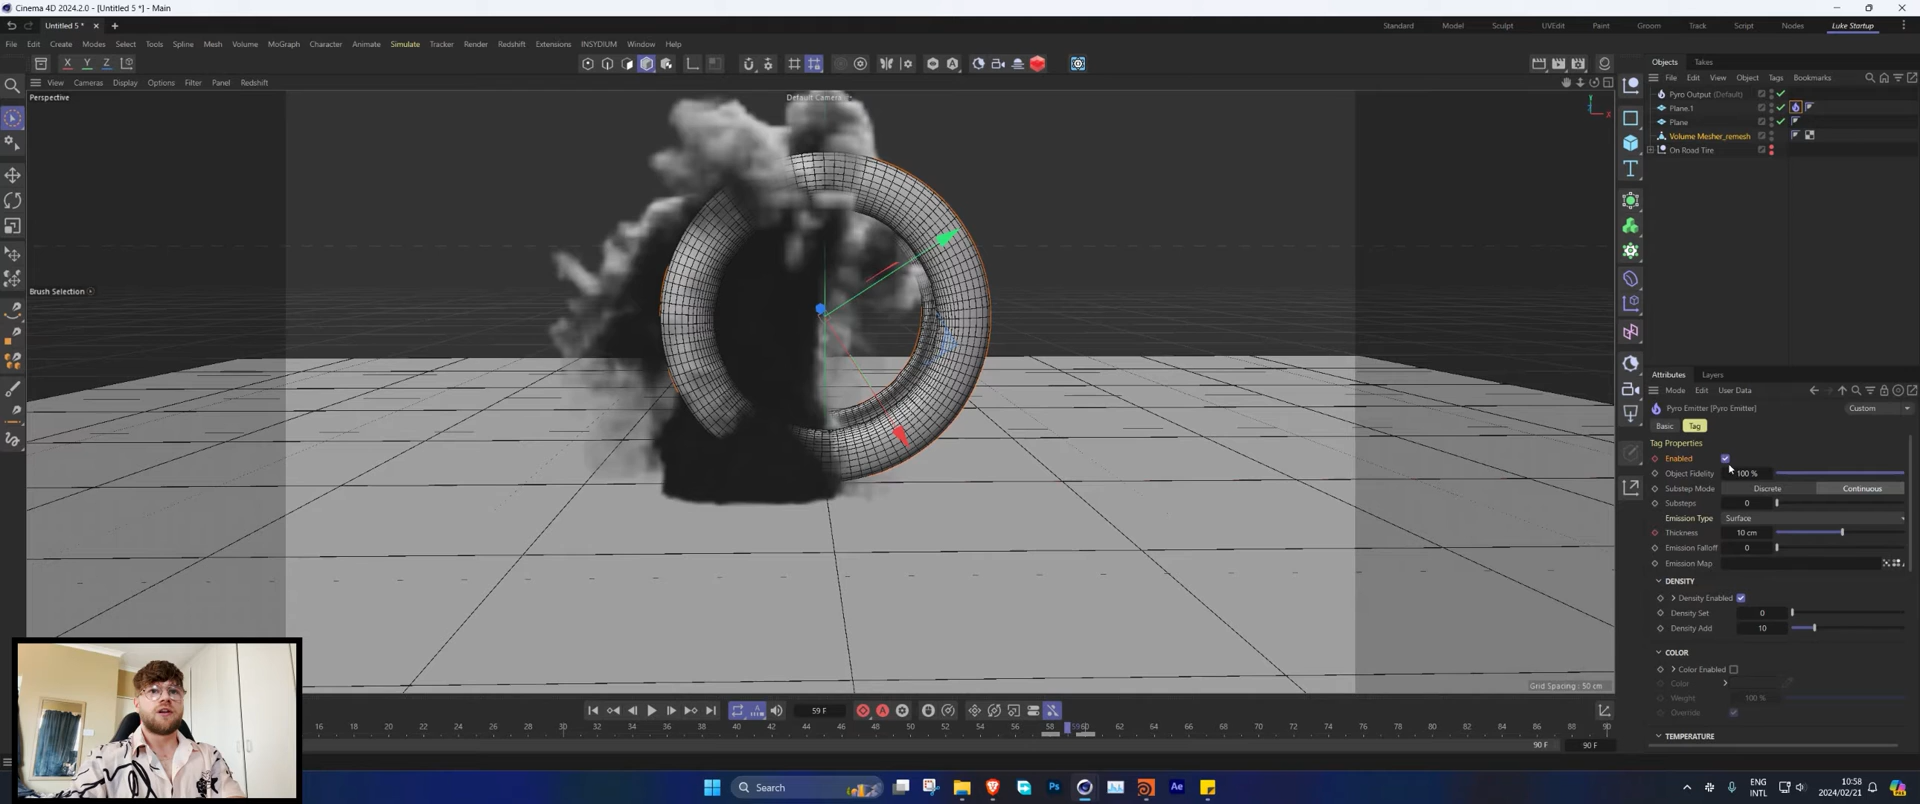 Cinema 4D 2024.2.0 - [Untitled 5 *] - Main
Untitled 5 *
Standard Model Sculpt UVEdit Paint Groom Track Script Nodes Luke Startup
File Edit Create Modes Select Tools Spline Mesh Volume MoGraph Character Animate Simulate Tracker Render Redshift Extensions INSYDIUM Window Help
X Y Z
Objects Takes
View Cameras Display Options Filter Panel Redshift
File Edit View Object Tags Bookmarks
Perspective
Default Camera
Pyro Output (Default)
Plane.1
Plane
Volume Mesher_remesh
On Road Tire
Brush Selection
Attributes Layers
Mode Edit User Data
Pyro Emitter [Pyro Emitter] Custom
Basic Tag
Tag Properties
Enabled
Object Fidelity 100 %
Substep Mode Discrete Continuous
Substeps 0
Emission Type Surface
Thickness 10 cm
Emission Falloff 0
Emission Map
DENSITY
Density Enabled
Density Set 0
Density Add 10
COLOR
Color Enabled
Color
Weight 100 %
Override
TEMPERATURE
Grid Spacing : 50 cm
59 F
16 18 20 22 24 26 28 30 32 34 36 38 40 42 44 46 48 50 52 54 56 58 62 64 66 68 70 72 74 76 78 80 82 84 86 88 90
90 F 90 F
Search
Ps
Ae
ENG
INTL
10:58
2024/02/21